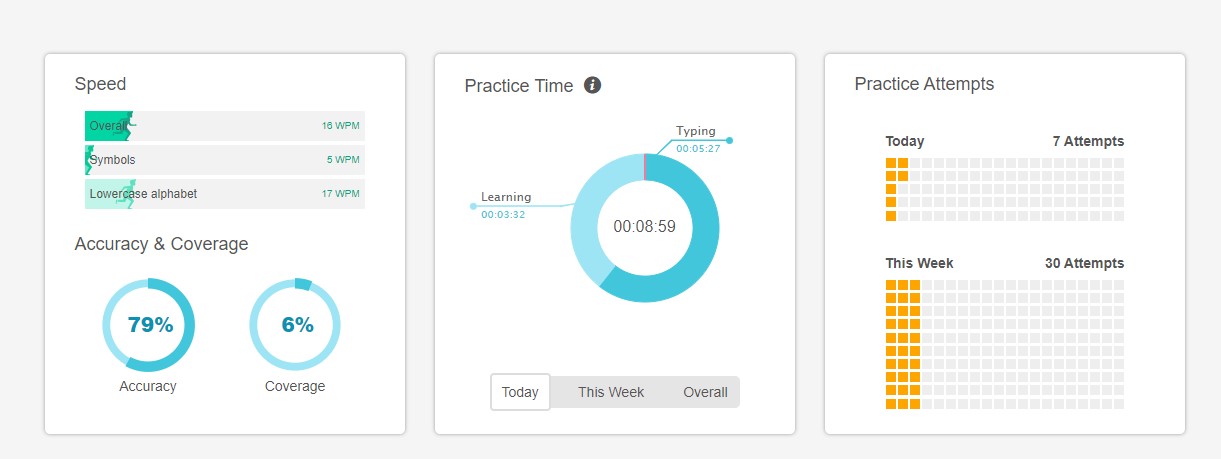 Speed
Overall 16 WPM
Symbols 5 WPM
Lowercase alphabet 17 WPM
Accuracy & Coverage
79% 6%
Accuracy Coverage
Practice Time i
Typing
00:05:27
Learning
00:03:32
00:08:59
Today This Week Overall
Practice Attempts
Today 7 Attempts
This Week 30 Attempts